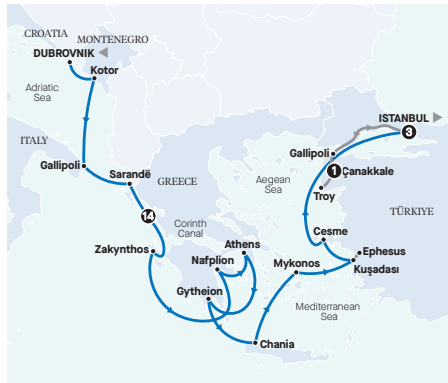 CROATIA
MONTENEGRO
DUBROVNIK
Kotor
Adriatic
Sea
ITALY
ISTANBUL
3
Gallipoli
Gallipoli
Sarandë
1
Çanakkale
GREECE
Aegean
Sea
Troy
14
TÜRKIYE
Corinth
Canal
Zakynthos
Athens
Cesme
Nafplion
Ephesus
Mykonos
Kuşadası
Gytheion
Mediterranean
Sea
Chania